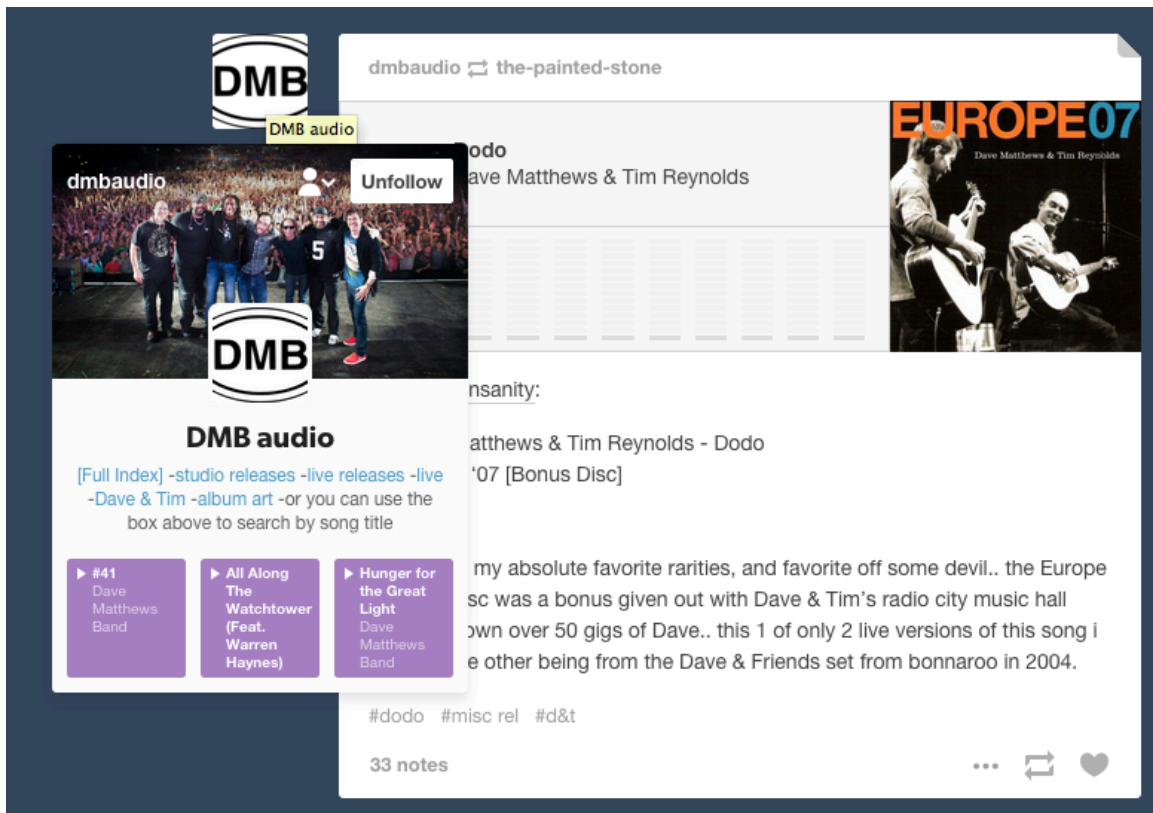 DMB
DMB audio
dmbaudio
Unfollow
5
DMB
DMB audio
[Full Index] -studio releases -live releases -live
-Dave & Tim -album art -or you can use the
box above to search by song title
#41
Dave
Matthews
Band
All Along
The
Watchtower
(Feat.
Warren
Haynes)
Hunger for
the Great
Light
Dave
Matthews
Band
dmbaudio the-painted-stone
odo
ave Matthews & Tim Reynolds
EUROPE07
Dave Matthews & Tim Reynolds
nsanity:
atthews & Tim Reynolds - Dodo
'07 [Bonus Disc]
my absolute favorite rarities, and favorite off some devil.. the Europe
sc was a bonus given out with Dave & Tim's radio city music hall
own over 50 gigs of Dave.. this 1 of only 2 live versions of this song i
e other being from the Dave & Friends set from bonnaroo in 2004.
#dodo #misc rel #d&t
33 notes